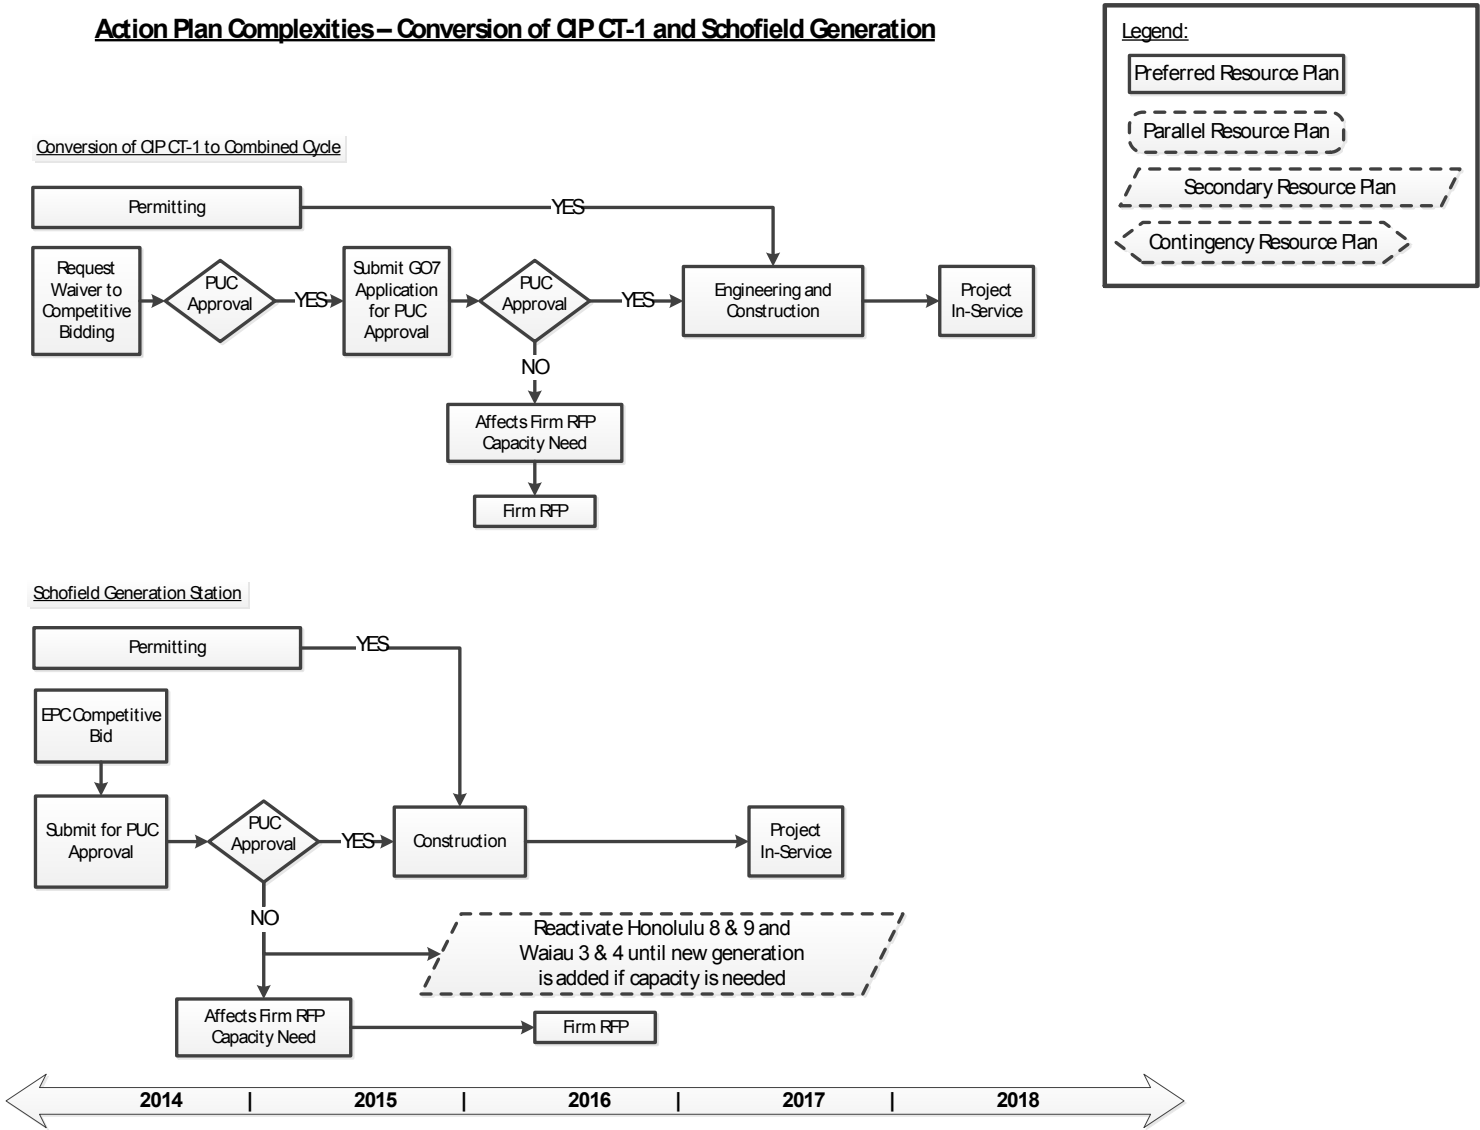 Action Plan Complexities – Conversion of CIP CT-1 and Schofield Generation
Legend:
Preferred Resource Plan
Parallel Resource Plan
Secondary Resource Plan
Contingency Resource Plan
Conversion of CIP CT-1 to Combined Cycle
Permitting
YES
Request
Waiver to
Competitive
Bidding
PUC
Approval
YES
Submit GO7
Application
for PUC
Approval
PUC
Approval
YES
Engineering and
Construction
Project
In-Service
NO
Affects Firm RFP
Capacity Need
Firm RFP
Schofield Generation Station
Permitting
YES
EPC Competitive
Bid
Submit for PUC
Approval
PUC
Approval
YES
Construction
Project
In-Service
NO
Reactivate Honolulu 8 & 9 and
Waiau 3 & 4 until new generation
is added if capacity is needed
Affects Firm RFP
Capacity Need
Firm RFP
2014 | 2015 | 2016 | 2017 | 2018